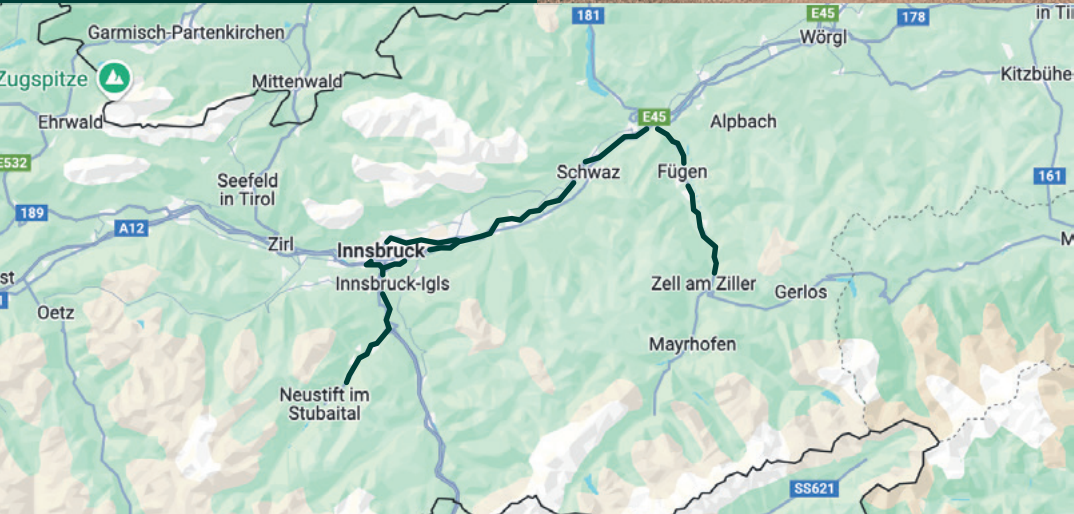 181
E45
178
in Ti
Garmisch-Partenkirchen
Wörgl
Zugspitze
Mittenwald
Kitzbühe
Ehrwald
E45
Alpbach
E532
Schwaz
Fügen
161
Seefeld
in Tirol
189
A12
Zirl
Innsbruck
M
st
Innsbruck-Igls
Zell am Ziller
Gerlos
Oetz
Mayrhofen
Neustift im
Stubaital
SS621